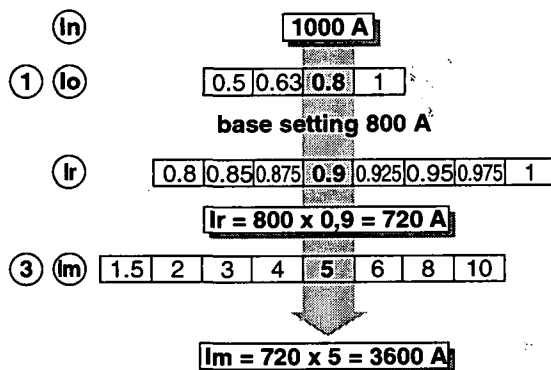 In 1000 A
1 Io 0.5 0.63 0.8 1
base setting 800 A
Ir 0.8 0.85 0.875 0.9 0.925 0.95 0.975 1
Ir = 800 x 0,9 = 720 A
3 Im 1.5 2 3 4 5 6 8 10
Im = 720 x 5 = 3600 A